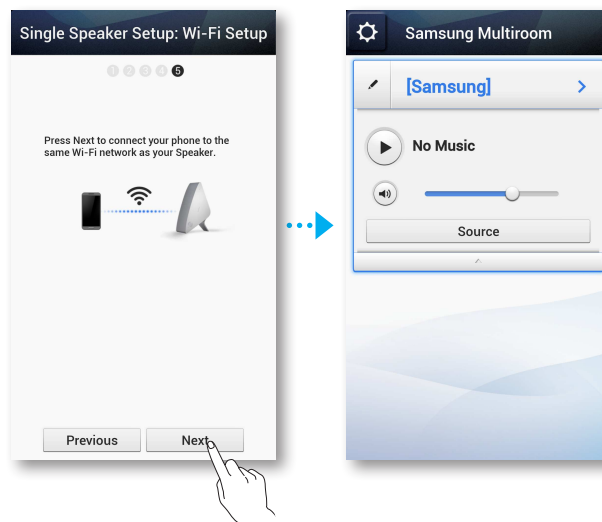 Single Speaker Setup: Wi-Fi Setup
1 2 3 4 5
Press Next to connect your phone to the
same Wi-Fi network as your Speaker.
Previous
Next
Samsung Multiroom
[Samsung]
No Music
Source